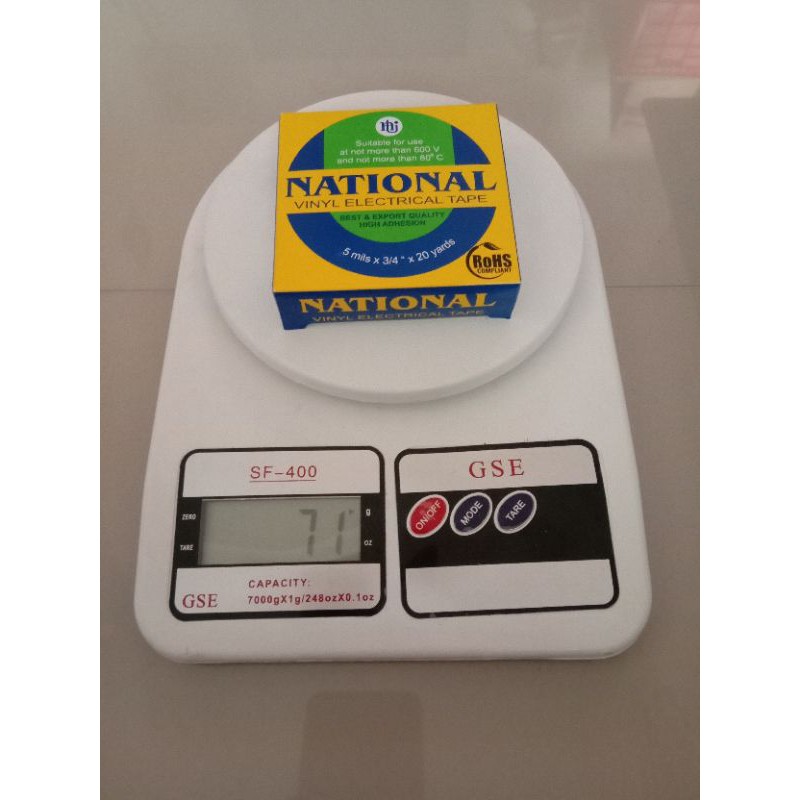 Suitable for use
at not more than 600 V
and not more than 80° C
NATIONAL
VINYL ELECTRICAL TAPE
BEST & EXPORT QUALITY
HIGH ADHESION
5 mils x 3/4 " x 20 yards
RoHS
COMPLIANT
NATIONAL
VINYL ELECTRICAL TAPE
SF-400
ZERO
TARE
71
g
oz
CAPACITY:
GSE
7000gX1g/248ozX0.1oz
GSE
ON/OFF
MODE
TARE